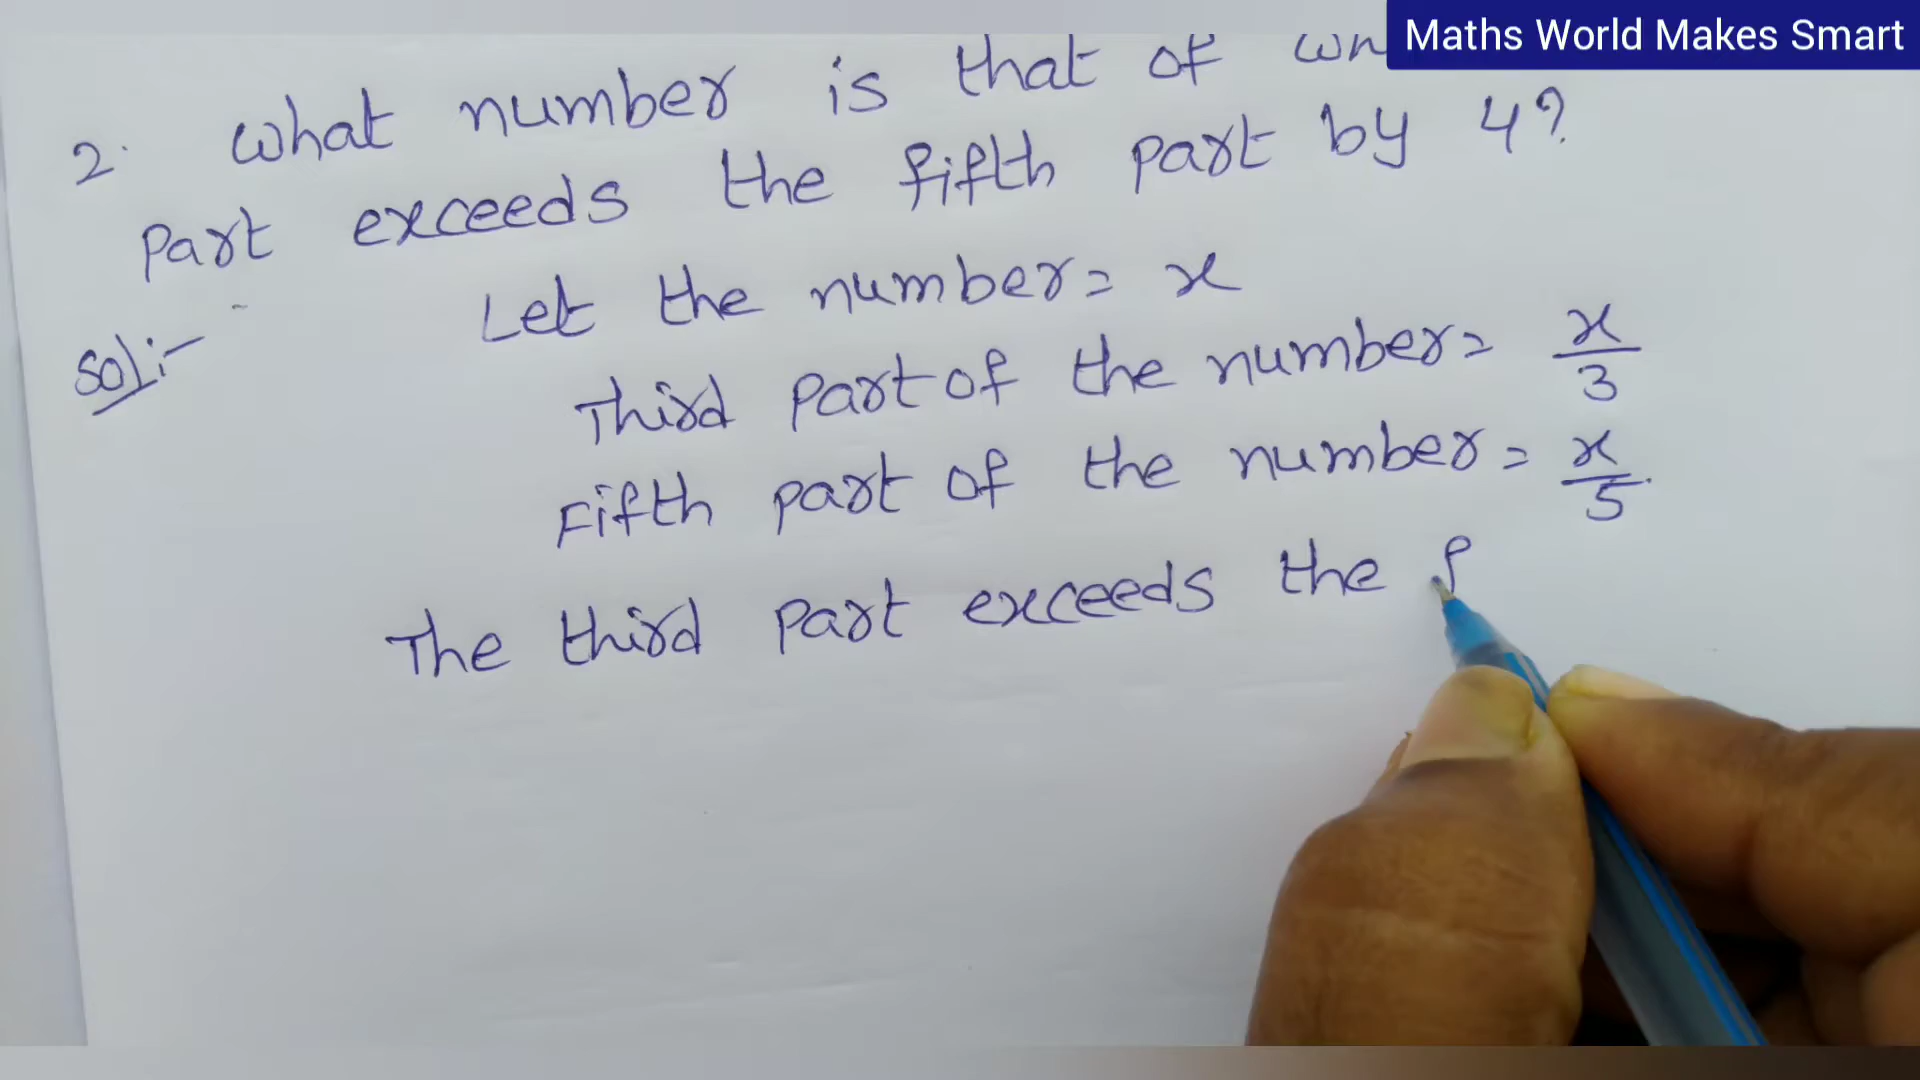 Maths World Makes Smart
2. What number is that of
Part exceeds the fifth part by 4?
Sol:- Let the number = x
Third part of the number = x/3
Fifth part of the number = x/5.
The third part exceeds the f